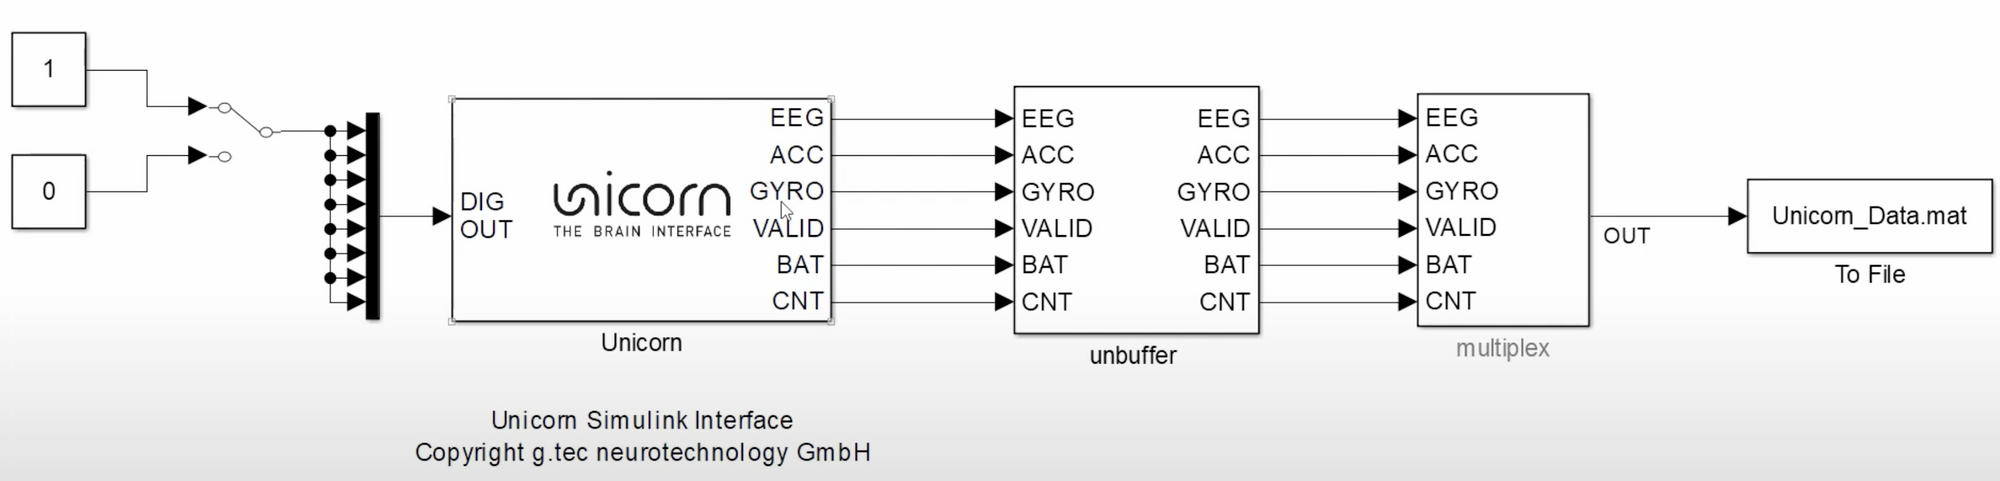 1
0
DIG
OUT
unicorn
THE BRAIN INTERFACE
EEG
ACC
GYRO
VALID
BAT
CNT
Unicorn
EEG
ACC
GYRO
VALID
BAT
CNT
EEG
ACC
GYRO
VALID
BAT
CNT
unbuffer
EEG
ACC
GYRO
VALID
BAT
CNT
multiplex
OUT
Unicorn_Data.mat
To File
Unicorn Simulink Interface
Copyright g.tec neurotechnology GmbH